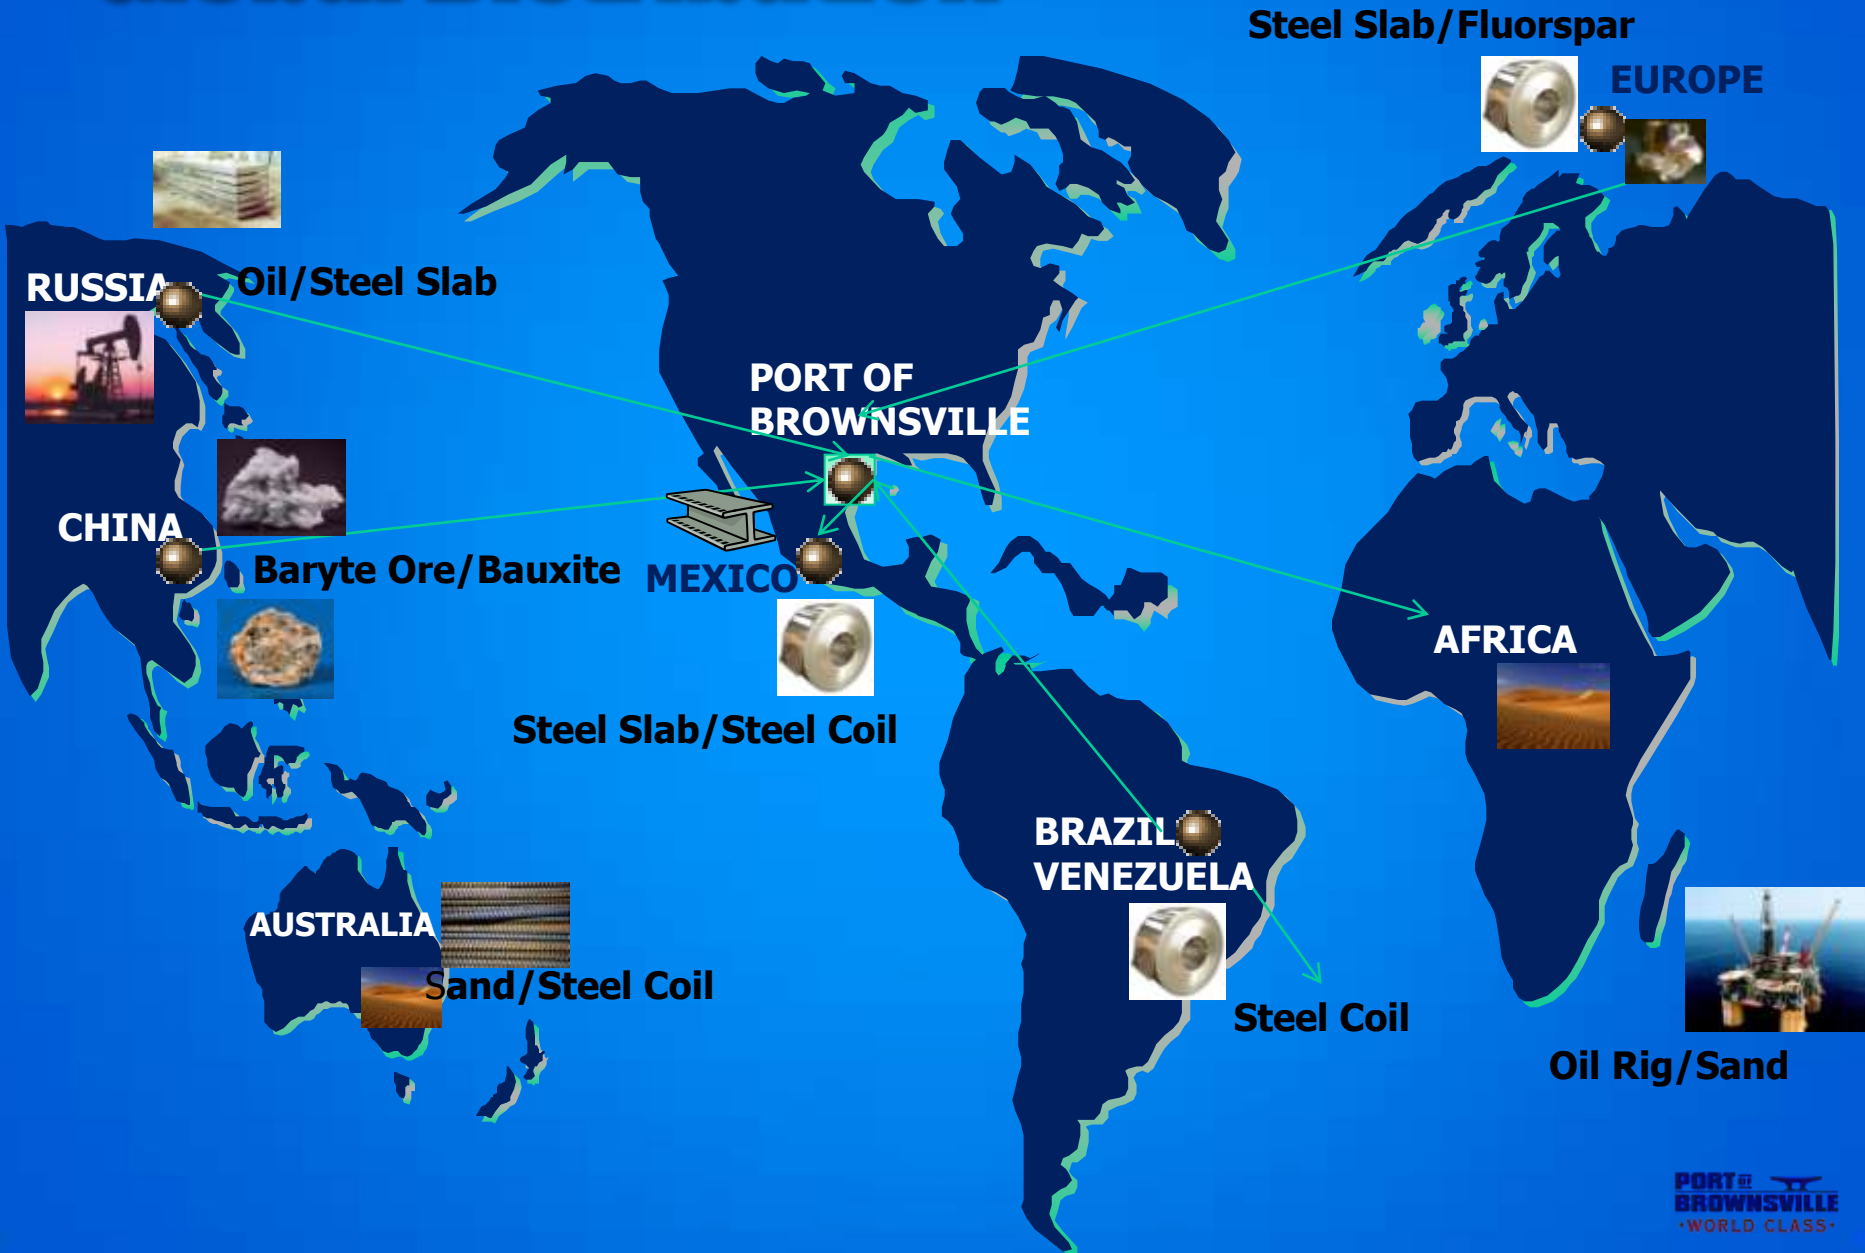 Steel Slab/Fluorspar
EUROPE
RUSSIA
Oil/Steel Slab
PORT OF
BROWNSVILLE
CHINA
Baryte Ore/Bauxite
MEXICO
AFRICA
Steel Slab/Steel Coil
BRAZIL
VENEZUELA
AUSTRALIA
Sand/Steel Coil
Steel Coil
Oil Rig/Sand
PORT OF
BROWNSVILLE
•WORLD CLASS•